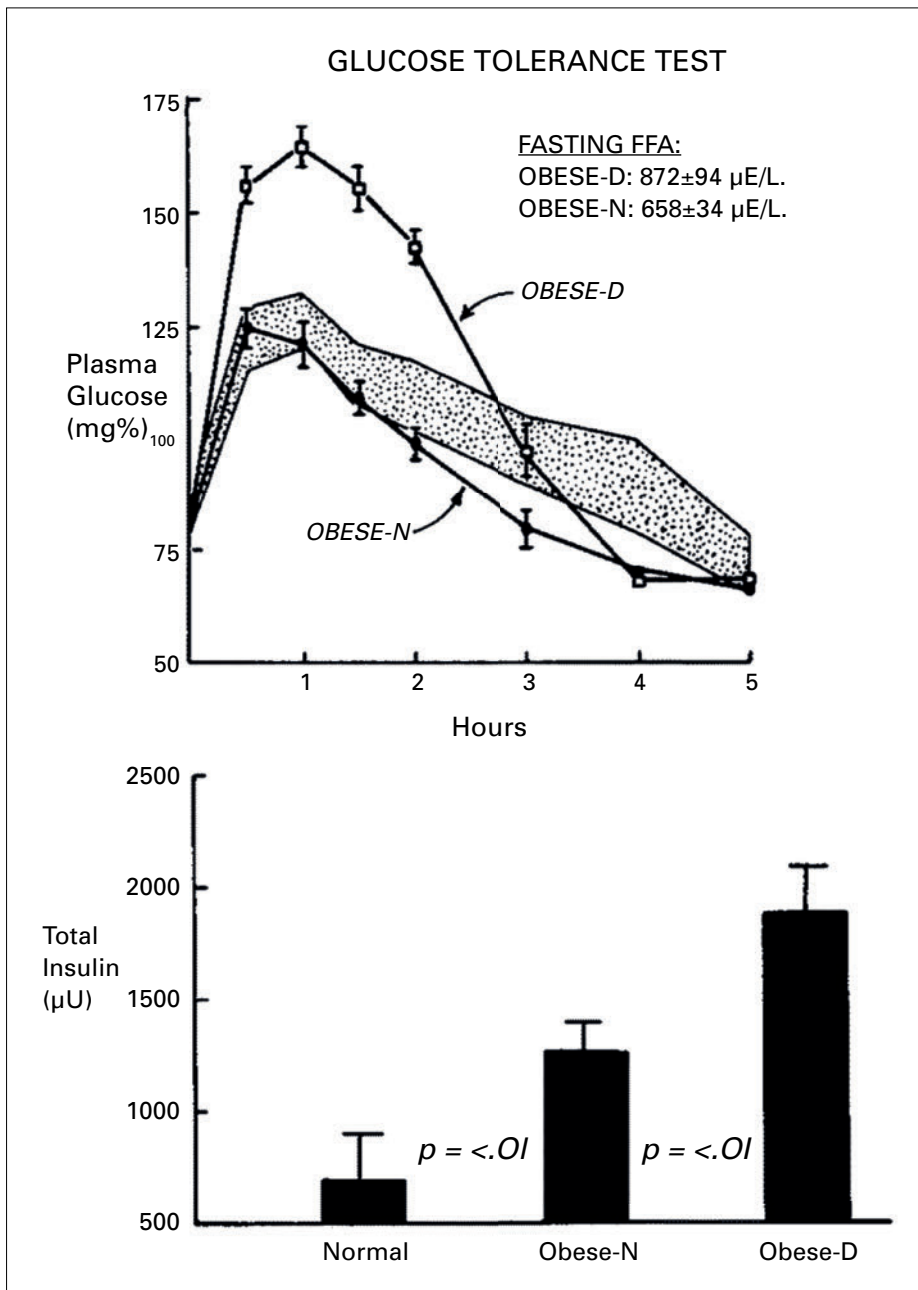 GLUCOSE TOLERANCE TEST
175
150
125
100
75
50
Plasma
Glucose
(mg%)
FASTING FFA:
OBESE-D: 872±94 µE/L.
OBESE-N: 658±34 µE/L.
OBESE-D
OBESE-N
1 2 3 4 5
Hours
2500
2000
1500
1000
500
Total
Insulin
(µU)
p = <.OI p = <.OI
Normal Obese-N Obese-D